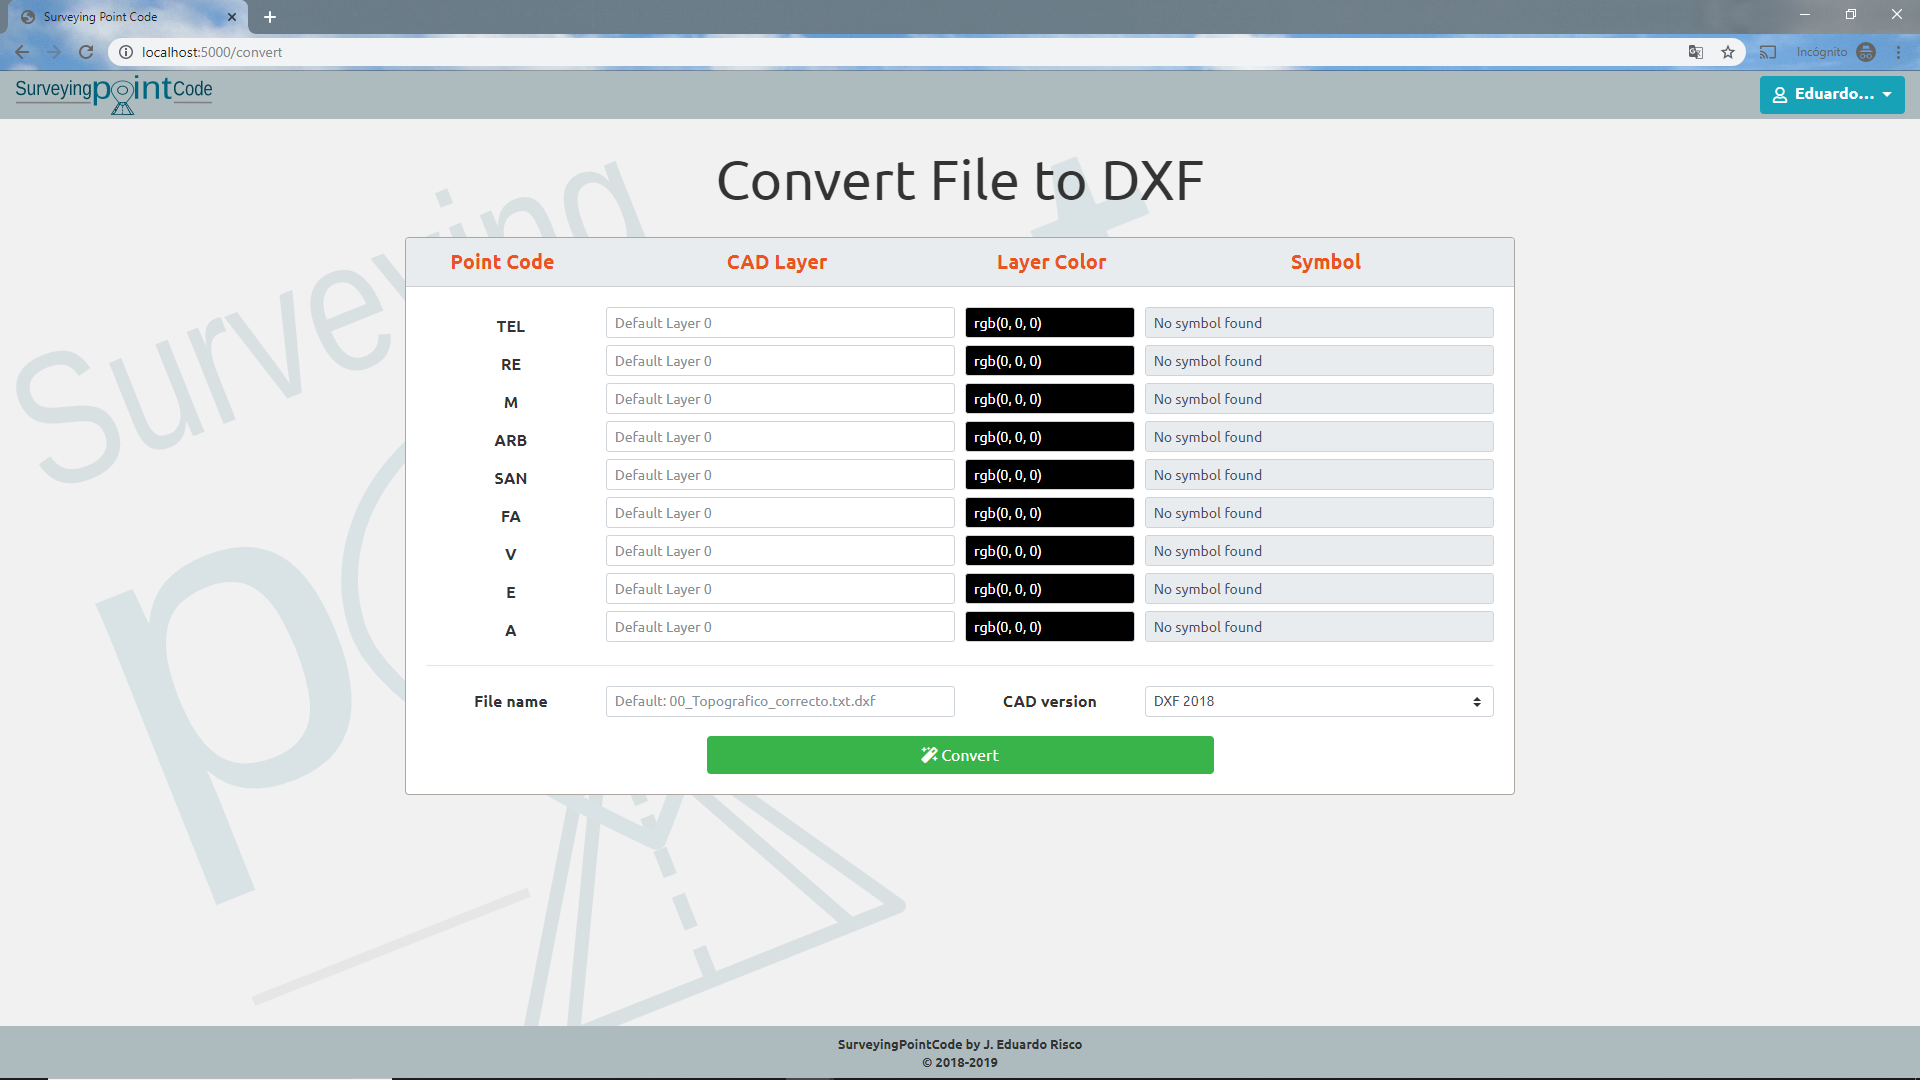 Surveying Point Code
localhost:5000/convert
Incógnito
SurveyingpointCode
Eduardo...
Convert File to DXF
Surveying
Point Code CAD Layer Layer Color Symbol
TEL Default Layer 0 rgb(0, 0, 0) No symbol found
RE Default Layer 0 rgb(0, 0, 0) No symbol found
M Default Layer 0 rgb(0, 0, 0) No symbol found
ARB Default Layer 0 rgb(0, 0, 0) No symbol found
SAN Default Layer 0 rgb(0, 0, 0) No symbol found
FA Default Layer 0 rgb(0, 0, 0) No symbol found
V Default Layer 0 rgb(0, 0, 0) No symbol found
E Default Layer 0 rgb(0, 0, 0) No symbol found
A Default Layer 0 rgb(0, 0, 0) No symbol found
p
File name Default: 00_Topografico_correcto.txt.dxf CAD version DXF 2018
Convert
SurveyingPointCode by J. Eduardo Risco
© 2018-2019